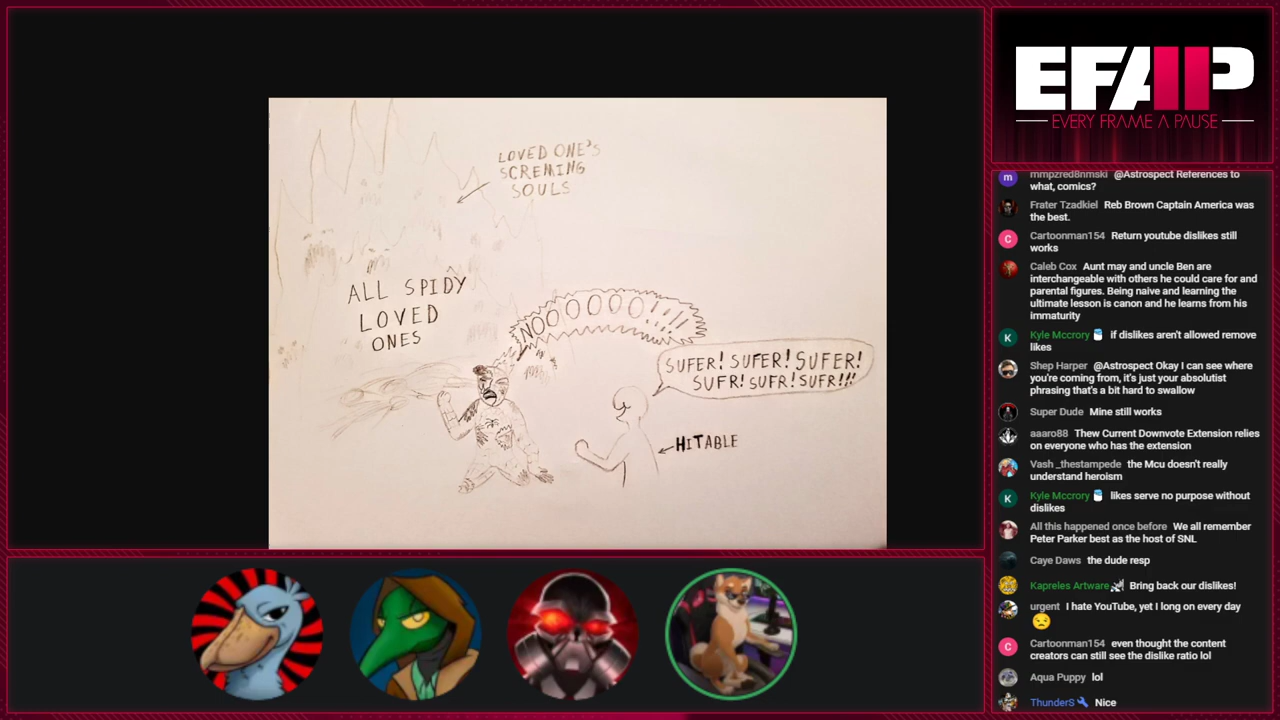 LOVED ONE'S
SCREMING
SOULS
ALL SPIDY
LOVED
ONES
NOOOOOO!!!!!
SUFER! SUFER! SUFER!
SUFR! SUFR! SUFR!!!
HITABLE
EFAP
EVERY FRAME A PAUSE
mmpzred8nmski @Astrospect References to
what, comics?
Frater Tzadkiel Reb Brown Captain America was
the best.
Cartoonman154 Return youtube dislikes still
works
Caleb Cox Aunt may and uncle Ben are
interchangeable with others he could care for and
parental figures. Being naive and learning the
ultimate lesson is canon and he learns from his
immaturity
Kyle Mccrory if dislikes aren't allowed remove
likes
Shep Harper @Astrospect Okay I can see where
you're coming from, it's just your absolutist
phrasing that's a bit hard to swallow
Super Dude Mine still works
aaaro88 Thew Current Downvote Extension relies
on everyone who has the extension
Vash_thestampede the Mcu doesn't really
understand heroism
Kyle Mccrory likes serve no purpose without
dislikes
All this happened once before We all remember
Peter Parker best as the host of SNL
Caye Daws the dude resp
Kapreles Artware Bring back our dislikes!
urgent I hate YouTube, yet I long on every day
Cartoonman154 even thought the content
creators can still see the dislike ratio lol
Aqua Puppy lol
ThunderS Nice